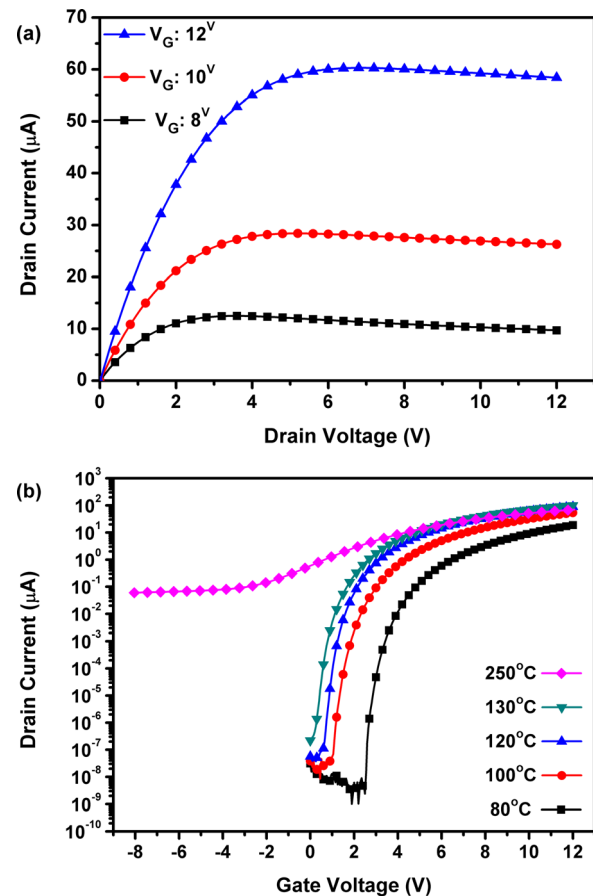 (a)
70
60
50
40
30
20
10
0
Drain Current (μA)
V_G: 12^V
V_G: 10^V
V_G: 8^V
0 2 4 6 8 10 12
Drain Voltage (V)
(b)
10^3
10^2
10^1
10^0
10^-1
10^-2
10^-3
10^-4
10^-5
10^-6
10^-7
10^-8
10^-9
10^-10
Drain Current (μA)
250°C
130°C
120°C
100°C
80°C
-8 -6 -4 -2 0 2 4 6 8 10 12
Gate Voltage (V)